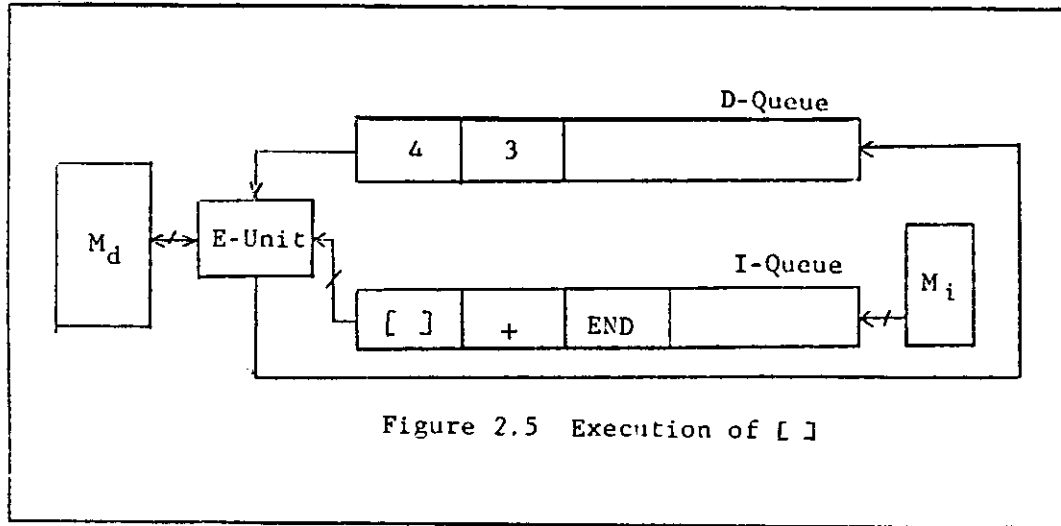 D-Queue
4 3
M_d
E-Unit
I-Queue
M_i
[ ] + END
Figure 2.5 Execution of [ ]